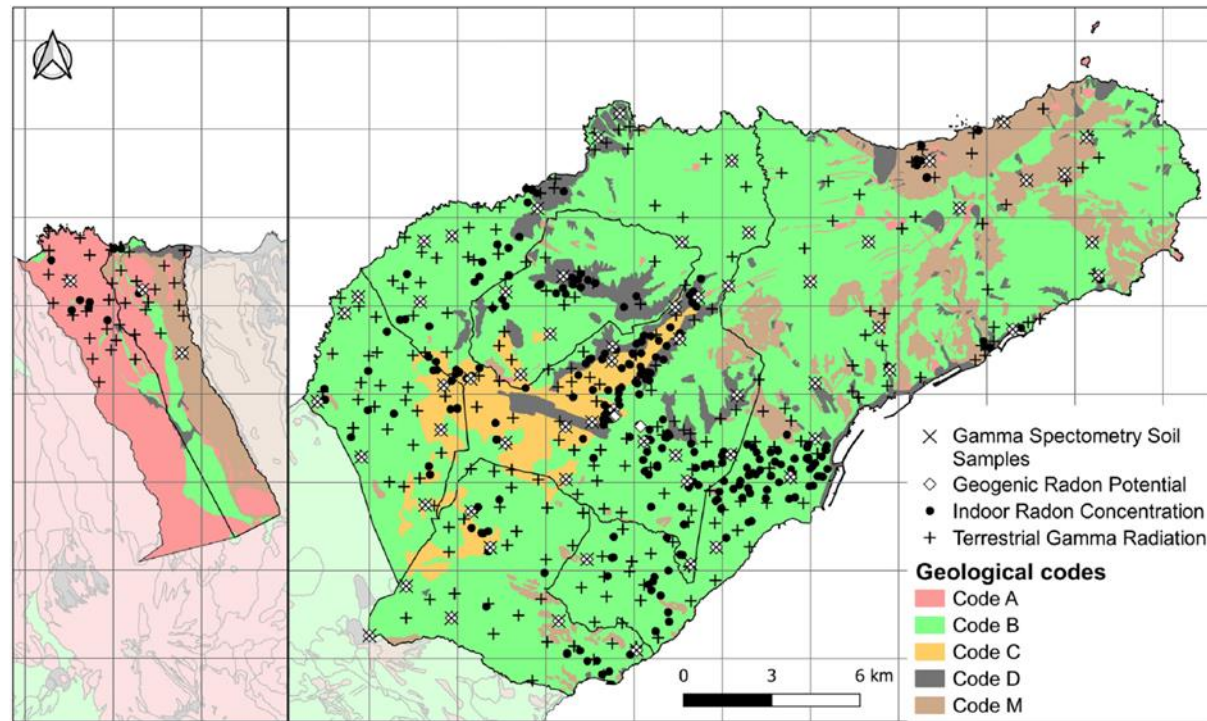 Gamma Spectometry Soil
Samples
Geogenic Radon Potential
Indoor Radon Concentration
Terrestrial Gamma Radiation
Geological codes
Code A
Code B
Code C
Code D
Code M
0 3 6 km